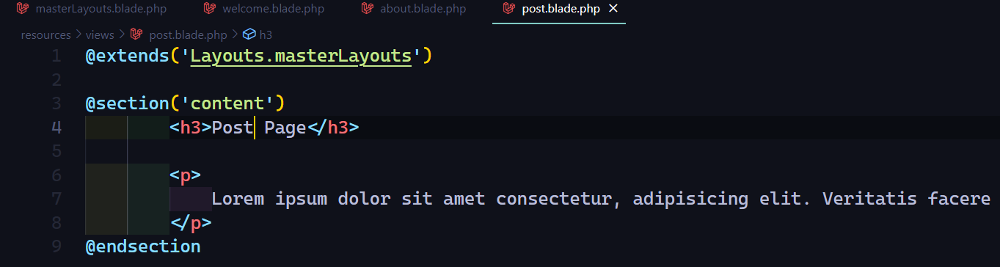 masterLayouts.blade.php welcome.blade.php about.blade.php post.blade.php ×
resources > views > post.blade.php > h3
1 @extends('Layouts.masterLayouts')
2
3 @section('content')
4 <h3>Post Page</h3>
5
6 <p>
7 Lorem ipsum dolor sit amet consectetur, adipisicing elit. Veritatis facere
8 </p>
9 @endsection